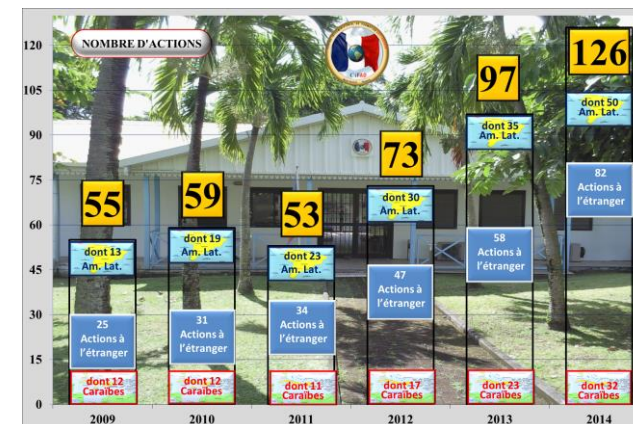 NOMBRE D'ACTIONS
120
105
90
75
60
45
30
15
0
55
dont 13
Am. Lat.
25
Actions à
l'étranger
dont 12
Caraïbes
2009
59
dont 19
Am. Lat.
31
Actions à
l'étranger
dont 12
Caraïbes
2010
53
dont 23
Am. Lat.
34
Actions à
l'étranger
dont 11
Caraïbes
2011
73
dont 30
Am. Lat.
47
Actions à
l'étranger
dont 17
Caraïbes
2012
97
dont 35
Am. Lat.
58
Actions à
l'étranger
dont 23
Caraïbes
2013
126
dont 50
Am. Lat.
82
Actions à
l'étranger
dont 32
Caraïbes
2014